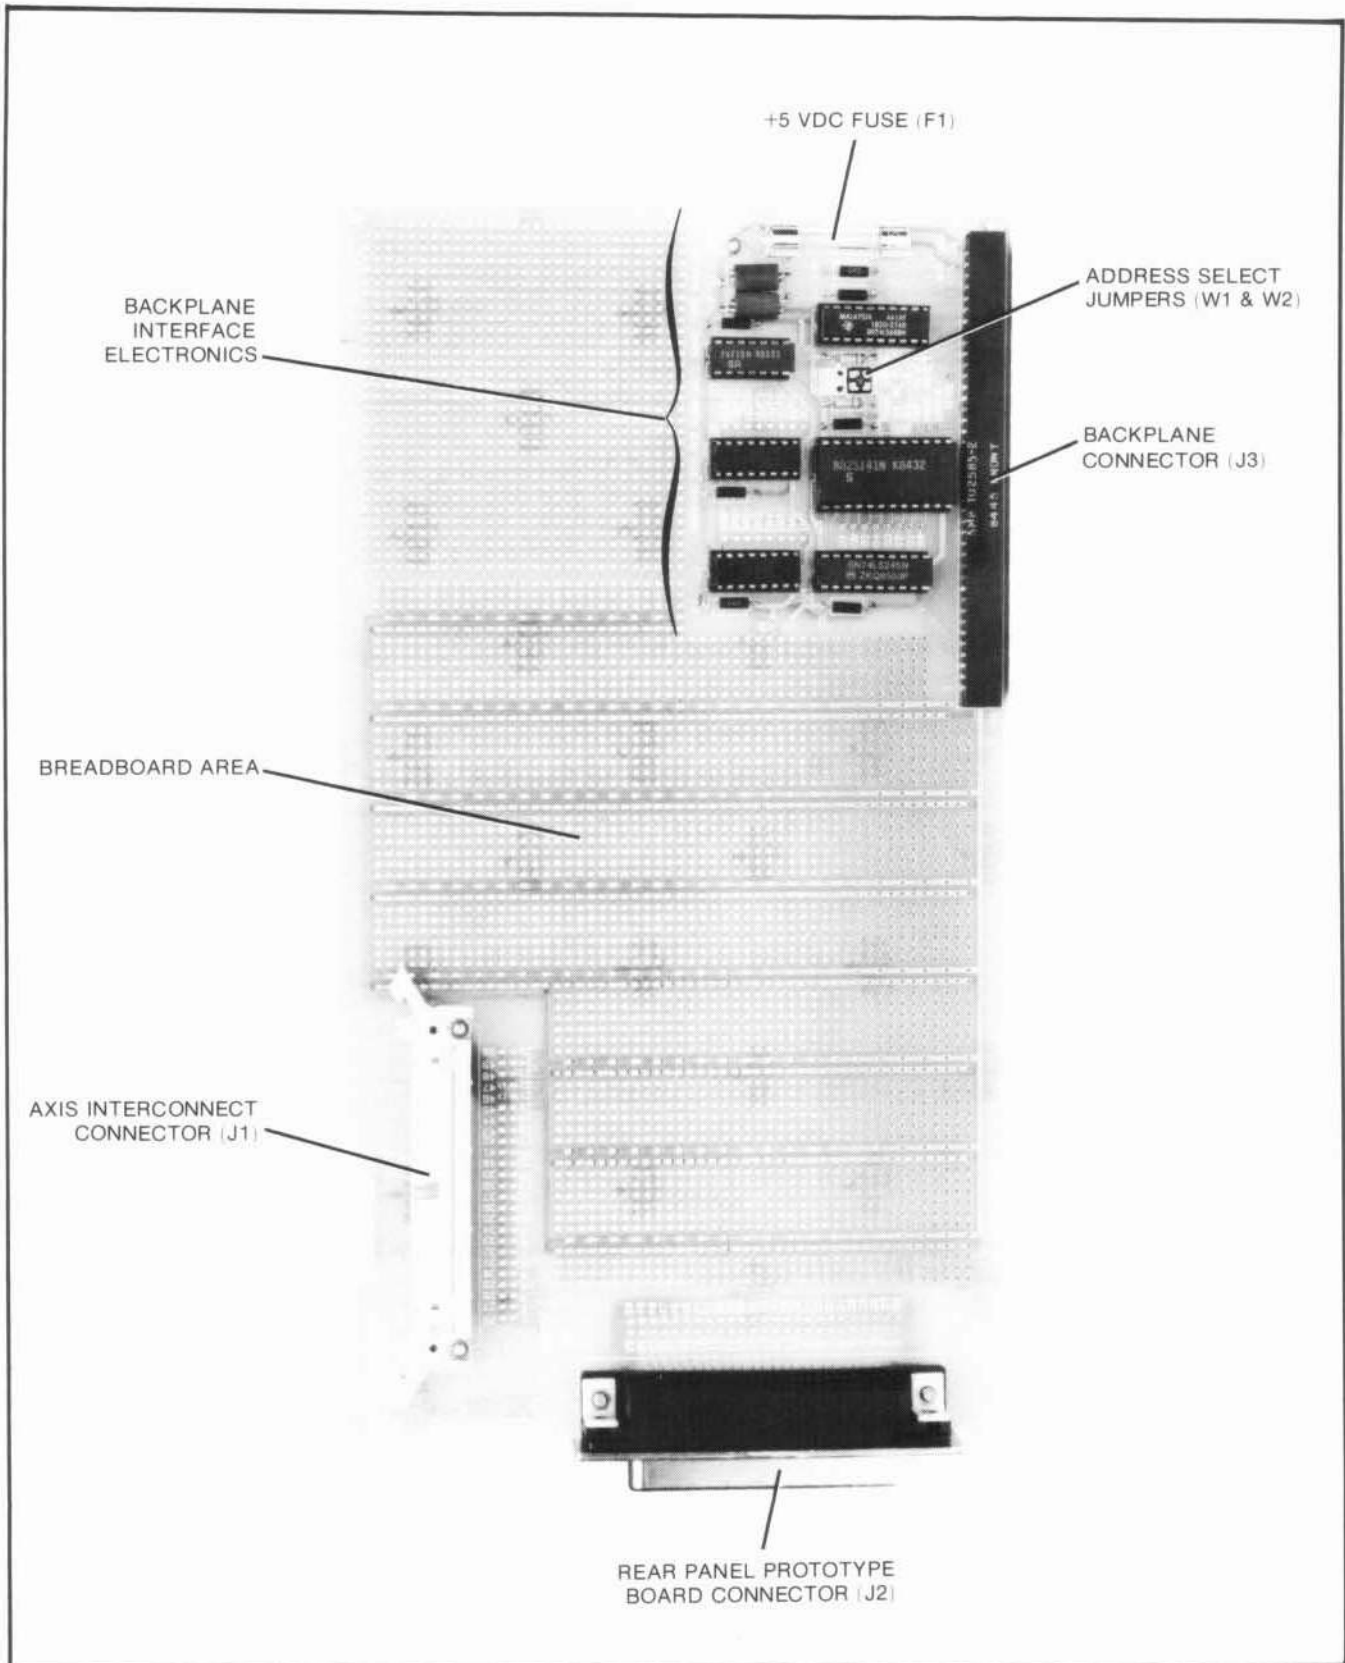 +5 VDC FUSE (F1)
BACKPLANE
INTERFACE
ELECTRONICS
ADDRESS SELECT
JUMPERS (W1 & W2)
MALAYSIA
BACKPLANE
CONNECTOR (J3)
BREADBOARD AREA
AXIS INTERCONNECT
CONNECTOR (J1)
REAR PANEL PROTOTYPE
BOARD CONNECTOR (J2)